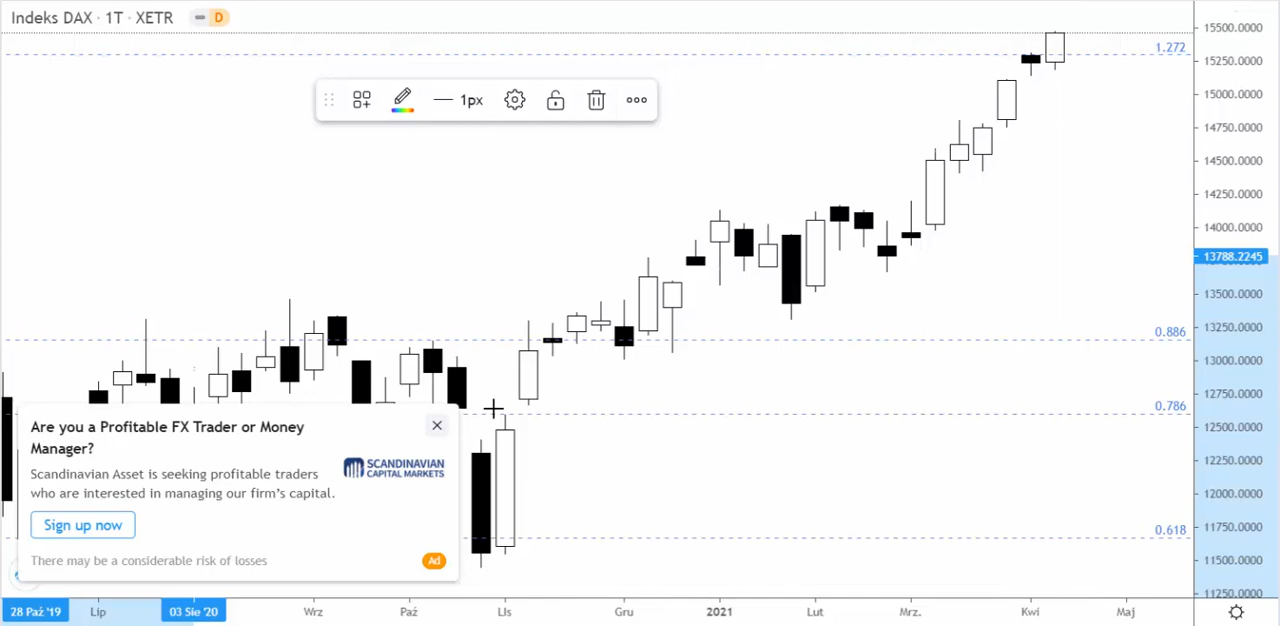 Indeks DAX · 1T · XETR
D
15500.0000
1.272
15250.0000
1px
15000.0000
14750.0000
14500.0000
14250.0000
14000.0000
13788.2245
13500.0000
0.886
13250.0000
13000.0000
0.786
12750.0000
12500.0000
12250.0000
12000.0000
0.618
11750.0000
11500.0000
11250.0000
Are you a Profitable FX Trader or Money
Manager?
SCANDINAVIAN
CAPITAL MARKETS
Scandinavian Asset is seeking profitable traders
who are interested in managing our firm's capital.
Sign up now
There may be a considerable risk of losses
Ad
28 Paź '19 Lip 03 Sie '20 Wrz Paź Lis Gru 2021 Lut Mrz. Kwi Maj